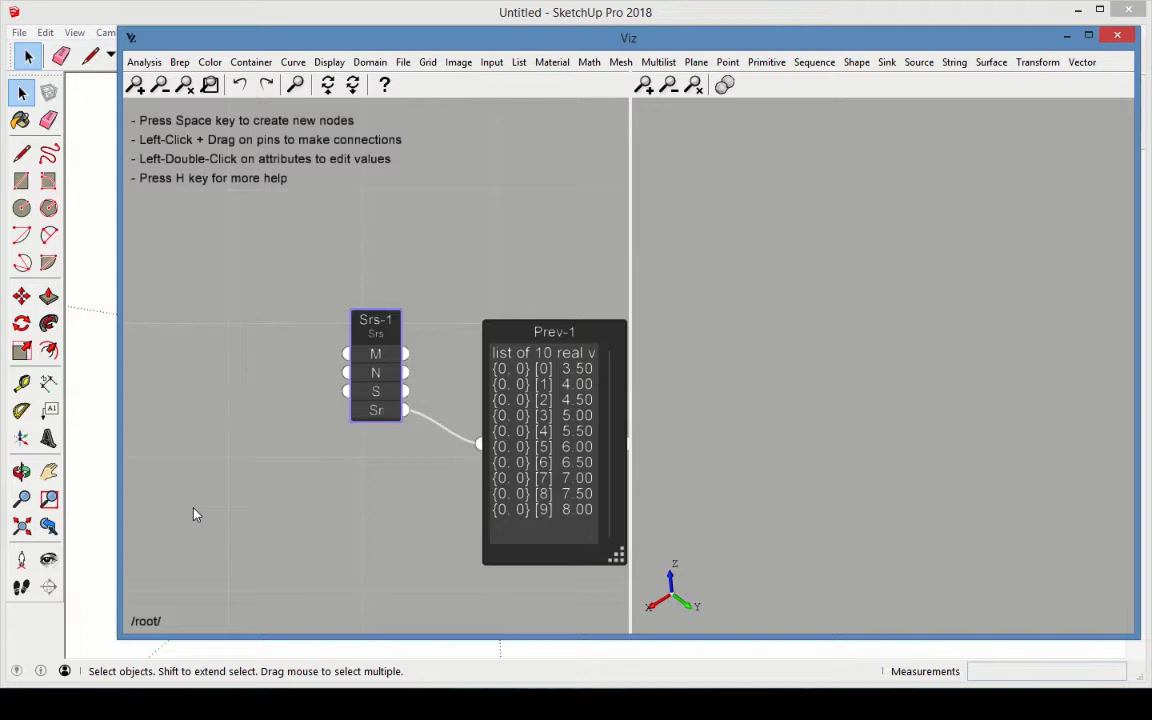 Untitled - SketchUp Pro 2018
File Edit View Cam
Viz
Analysis Brep Color Container Curve Display Domain File Grid Image Input List Material Math Mesh Multilist Plane Point Primitive Sequence Shape Sink Source String Surface Transform Vector
- Press Space key to create new nodes
- Left-Click + Drag on pins to make connections
- Left-Double-Click on attributes to edit values
- Press H key for more help
Srs-1
Srs
M
N
S
Sr
Prev-1
list of 10 real v
{0, 0} [0] 3.50
{0, 0} [1] 4.00
{0, 0} [2] 4.50
{0, 0} [3] 5.00
{0, 0} [4] 5.50
{0, 0} [5] 6.00
{0, 0} [6] 6.50
{0, 0} [7] 7.00
{0, 0} [8] 7.50
{0, 0} [9] 8.00
Z
X Y
/root/
Select objects. Shift to extend select. Drag mouse to select multiple. Measurements